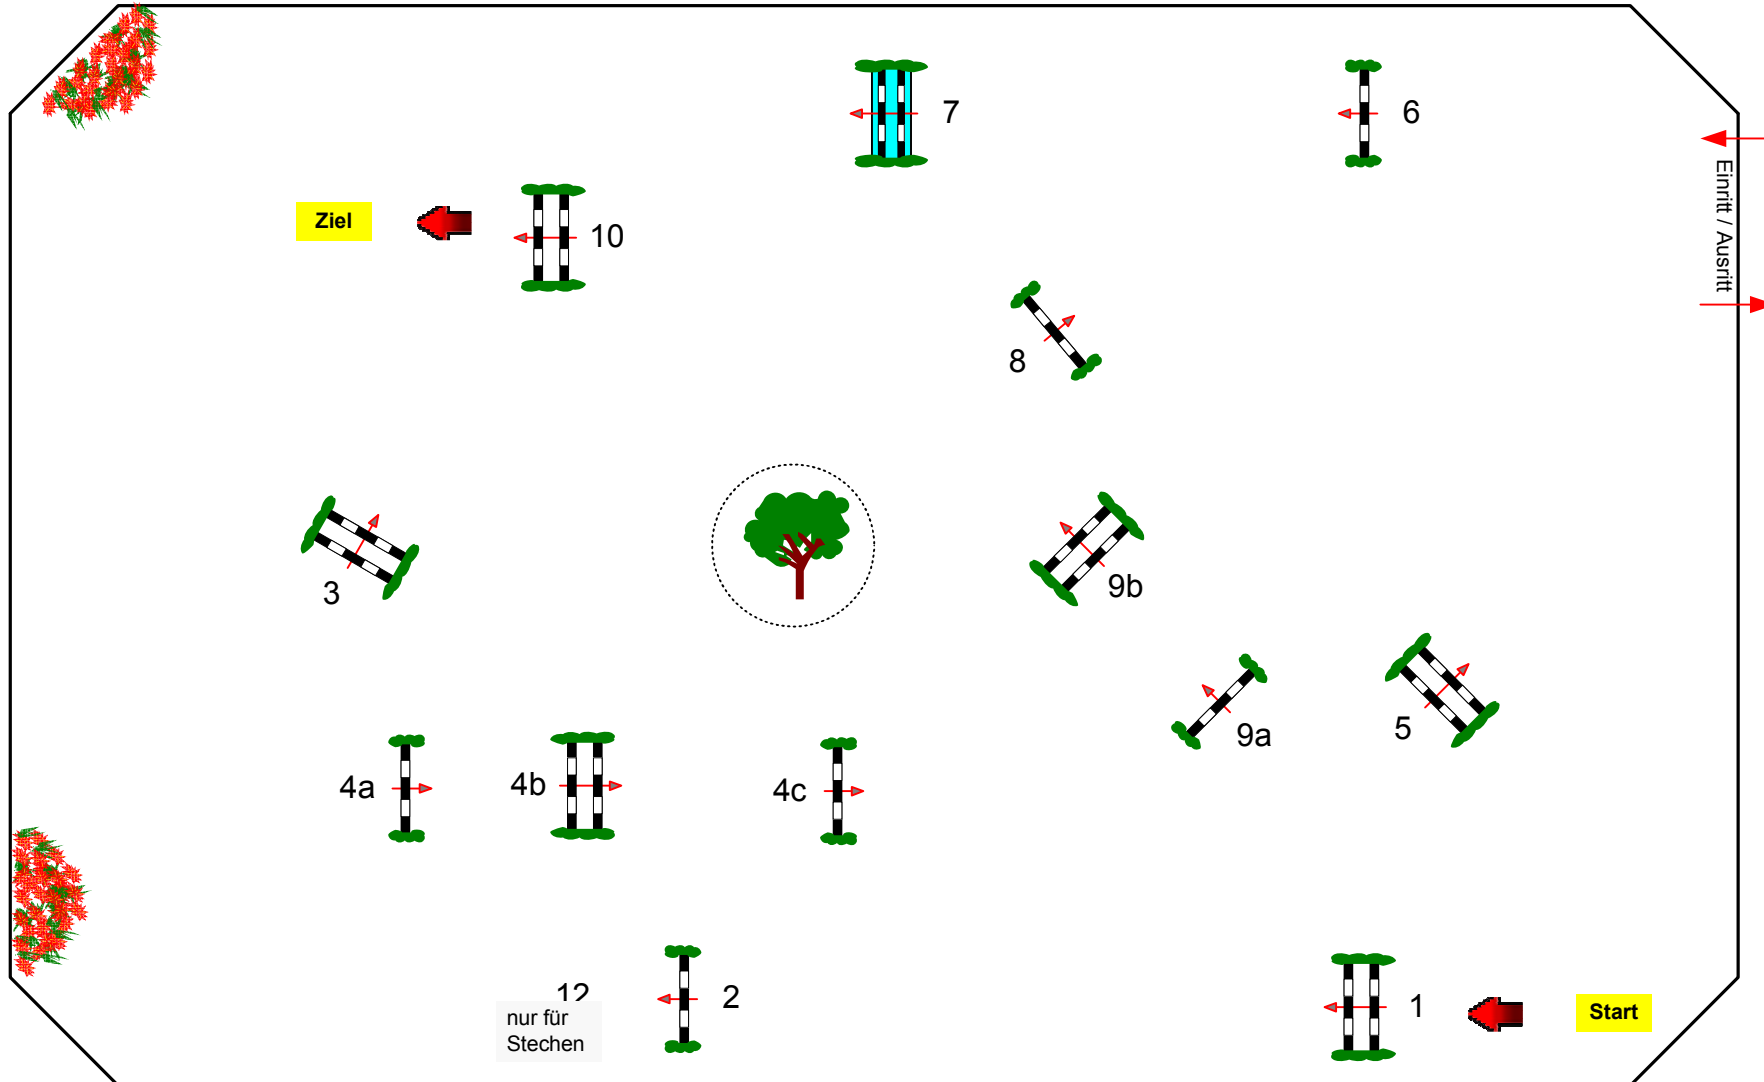 7
6
Einritt / Ausritt
Ziel
10
8
3
9b
9a
5
4a
4b
4c
12
2
nur für
Stechen
1
Start